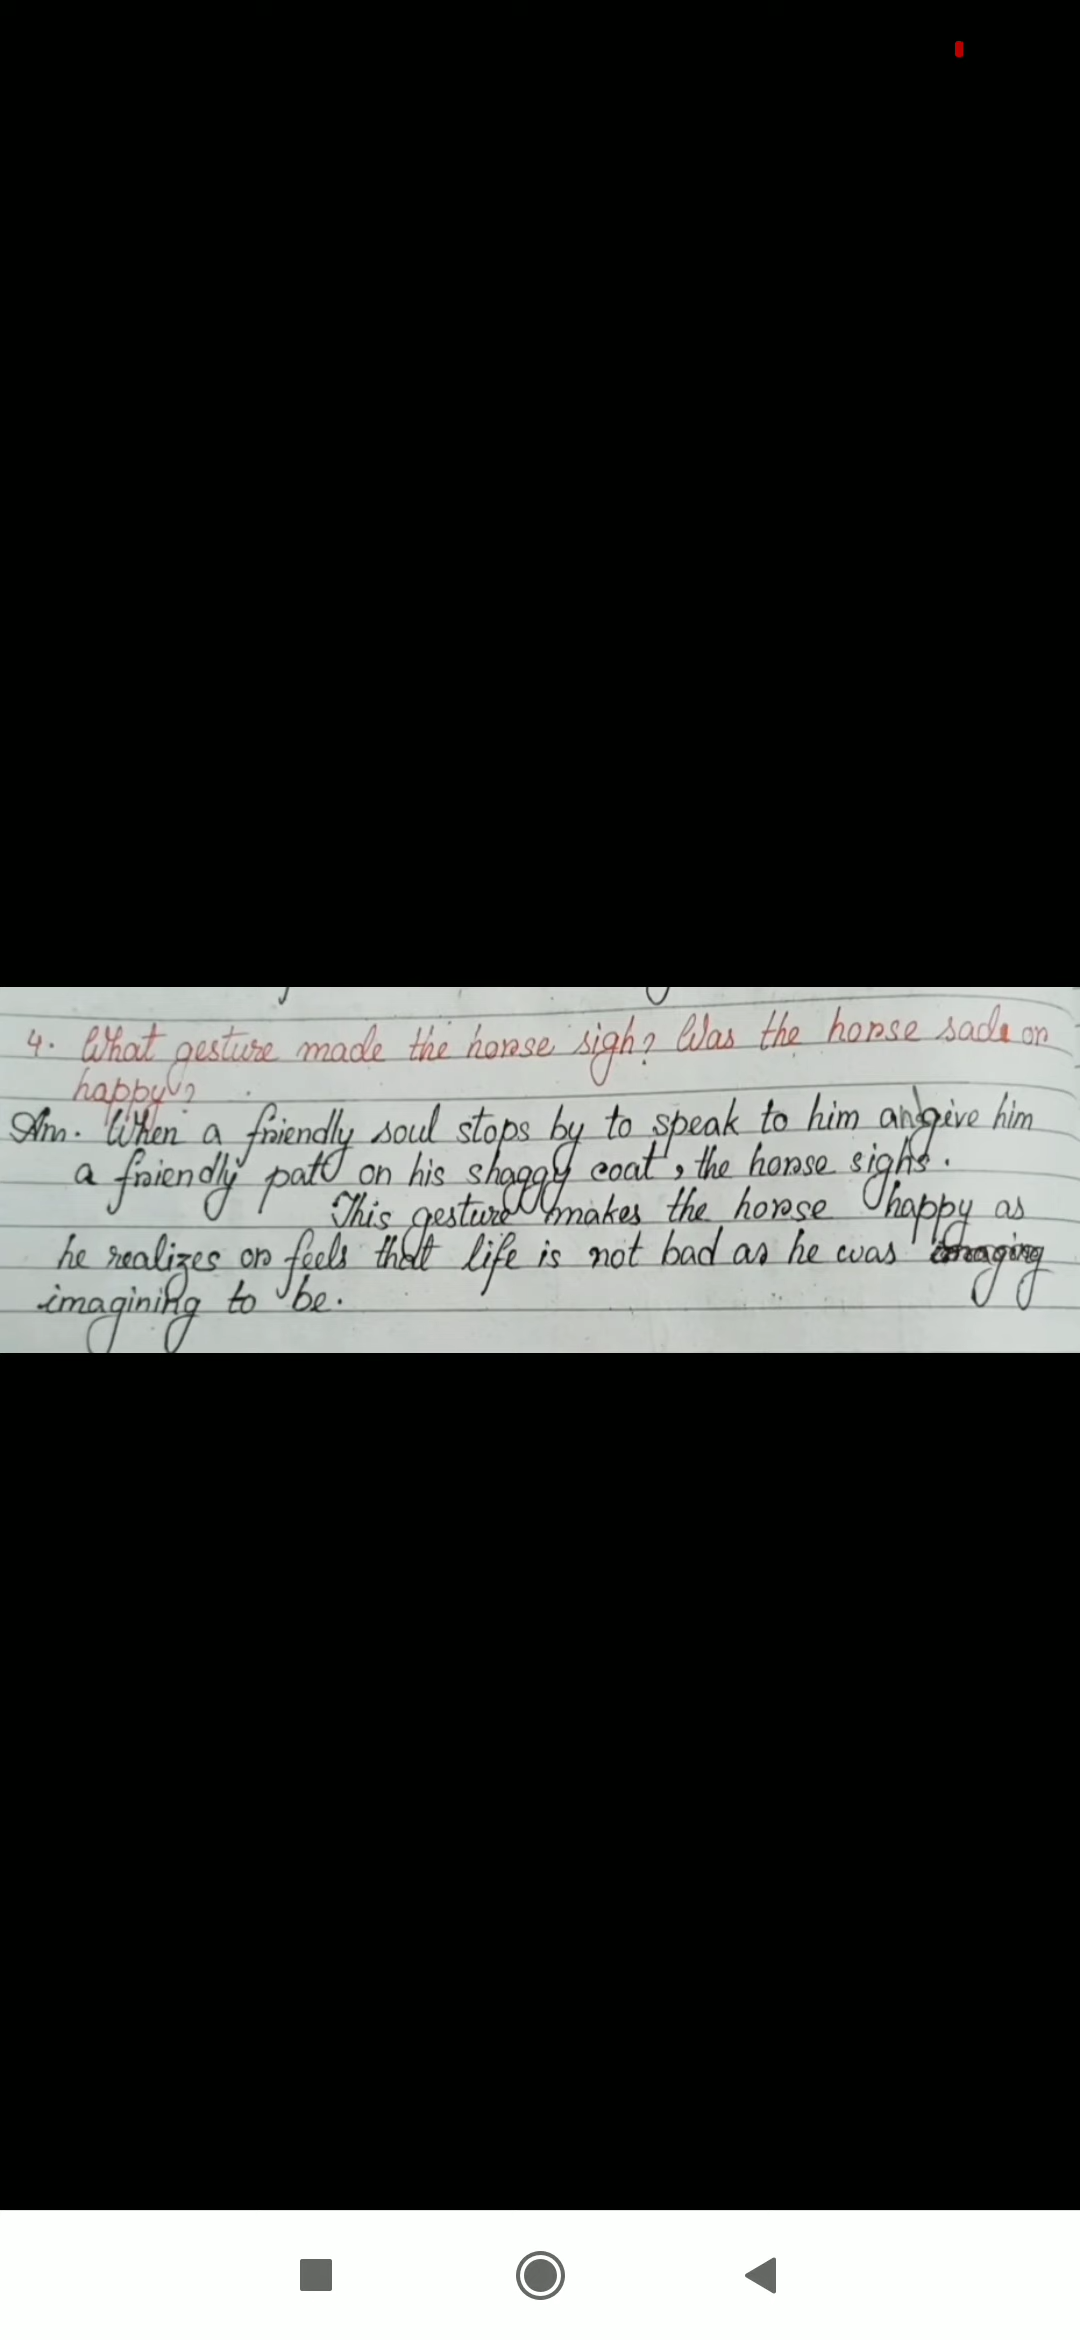 4. What gesture made the horse sigh? Was the horse sad or
happy?
Ans. When a friendly soul stops by to speak to him and give him
a friendly pat on his shaggy coat, the horse sighs.
This gesture makes the horse happy as
he realizes or feels that life is not bad as he was
imagining to be.